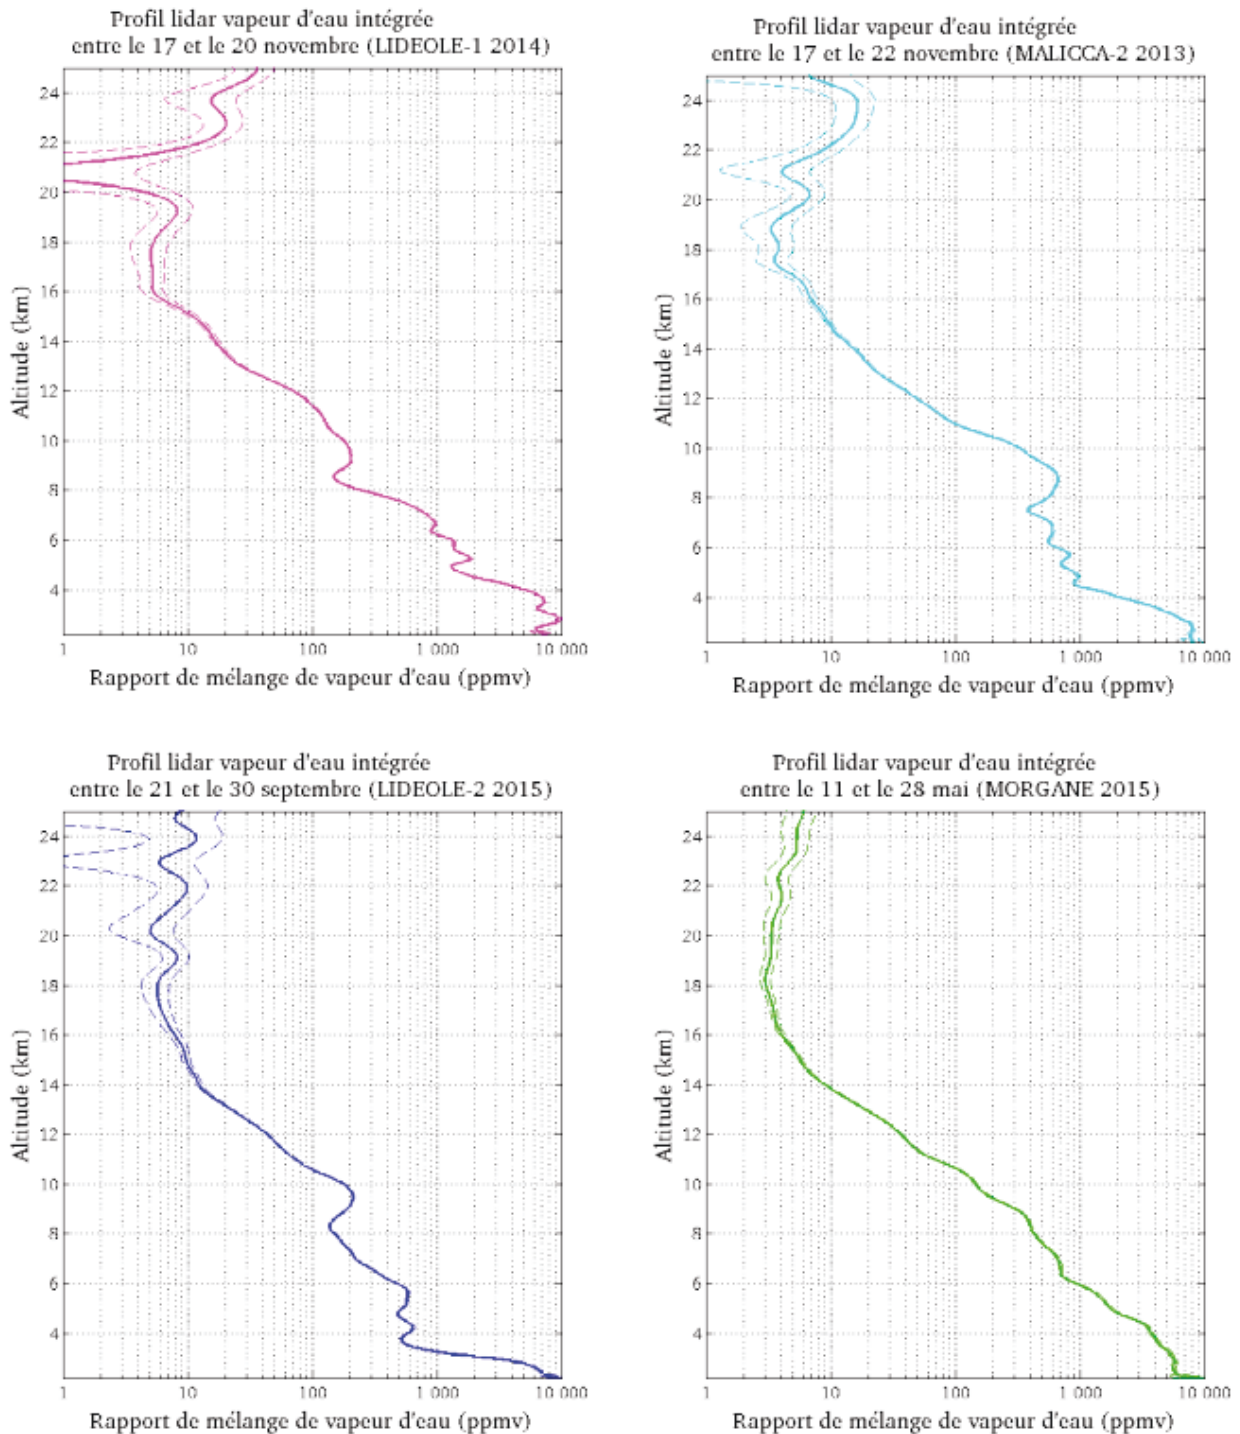 Profil lidar vapeur d'eau intégrée
entre le 17 et le 20 novembre (LIDEOLE-1 2014)
24
22
20
18
16
14
12
10
8
6
4
Altitude (km)
1 10 100 1 000 10 000
Rapport de mélange de vapeur d'eau (ppmv)
Profil lidar vapeur d'eau intégrée
entre le 17 et le 22 novembre (MALICCA-2 2013)
24
22
20
18
16
14
12
10
8
6
4
Altitude (km)
1 10 100 1 000 10 000
Rapport de mélange de vapeur d'eau (ppmv)
Profil lidar vapeur d'eau intégrée
entre le 21 et le 30 septembre (LIDEOLE-2 2015)
24
22
20
18
16
14
12
10
8
6
4
Altitude (km)
1 10 100 1 000 10 000
Rapport de mélange de vapeur d'eau (ppmv)
Profil lidar vapeur d'eau intégrée
entre le 11 et le 28 mai (MORGANE 2015)
24
22
20
18
16
14
12
10
8
6
4
Altitude (km)
1 10 100 1 000 10 000
Rapport de mélange de vapeur d'eau (ppmv)